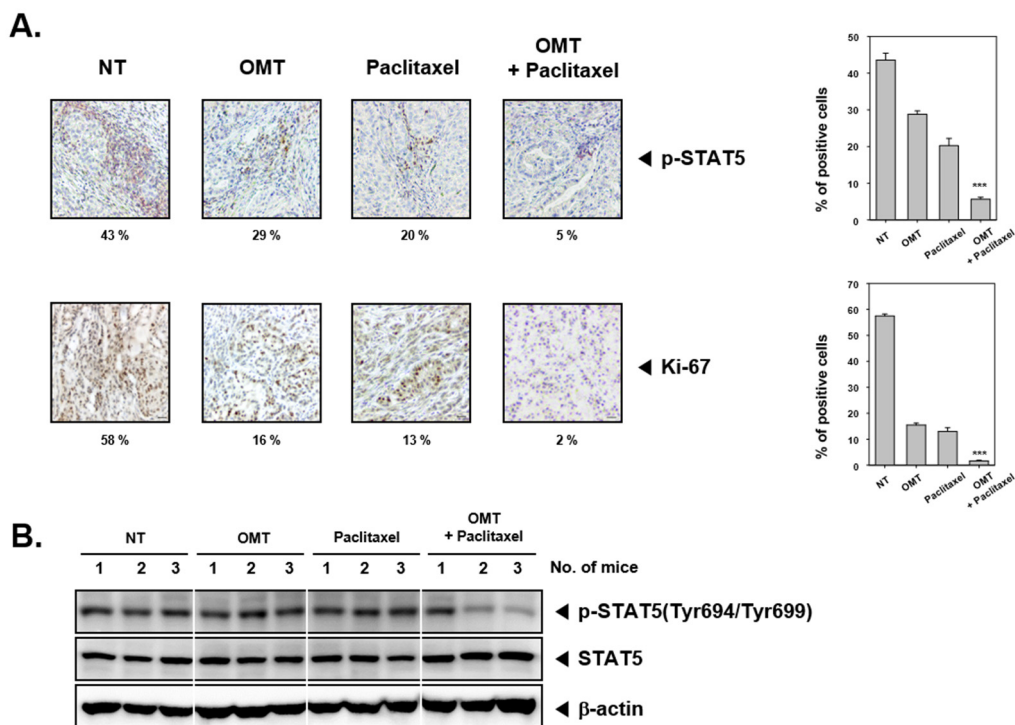 A.
NT
OMT
Paclitaxel
OMT
+ Paclitaxel
p-STAT5
43 %
29 %
20 %
5 %
Ki-67
58 %
16 %
13 %
2 %
% of positive cells
50
40
30
20
10
0
***
NT
OMT
Paclitaxel
OMT
+ Paclitaxel
% of positive cells
70
60
50
40
30
20
10
0
***
NT
OMT
Paclitaxel
OMT
+ Paclitaxel
B.
NT
OMT
Paclitaxel
OMT
+ Paclitaxel
1 2 3 1 2 3 1 2 3 1 2 3 No. of mice
p-STAT5(Tyr694/Tyr699)
STAT5
β-actin